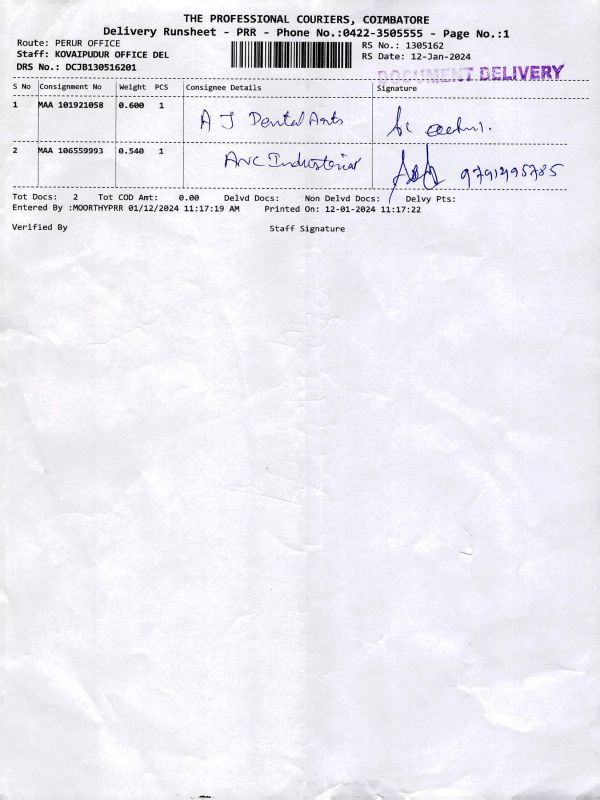 THE PROFESSIONAL COURIERS, COIMBATORE
Delivery Runsheet - PRR - Phone No.:0422-3505555 - Page No.:1
Route: PERUR OFFICE
RS No.: 1305162
Staff: KOVAIPUDUR OFFICE DEL
RS Date: 12-Jan-2024
DRS No.: DCJB130516201
DOCUMENT DELIVERY
S No Consignment No Weight PCS Consignee Details Signature
1 MAA 101921058 0.600 1 A J Dental Arts
2 MAA 106559993 0.540 1 ANC Industerial
Tot Docs: 2 Tot COD Amt: 0.00 Delvd Docs: Non Delvd Docs: Delvy Pts:
Entered By :MOORTHYPRR 01/12/2024 11:17:19 AM Printed On: 12-01-2024 11:17:22
Verified By Staff Signature